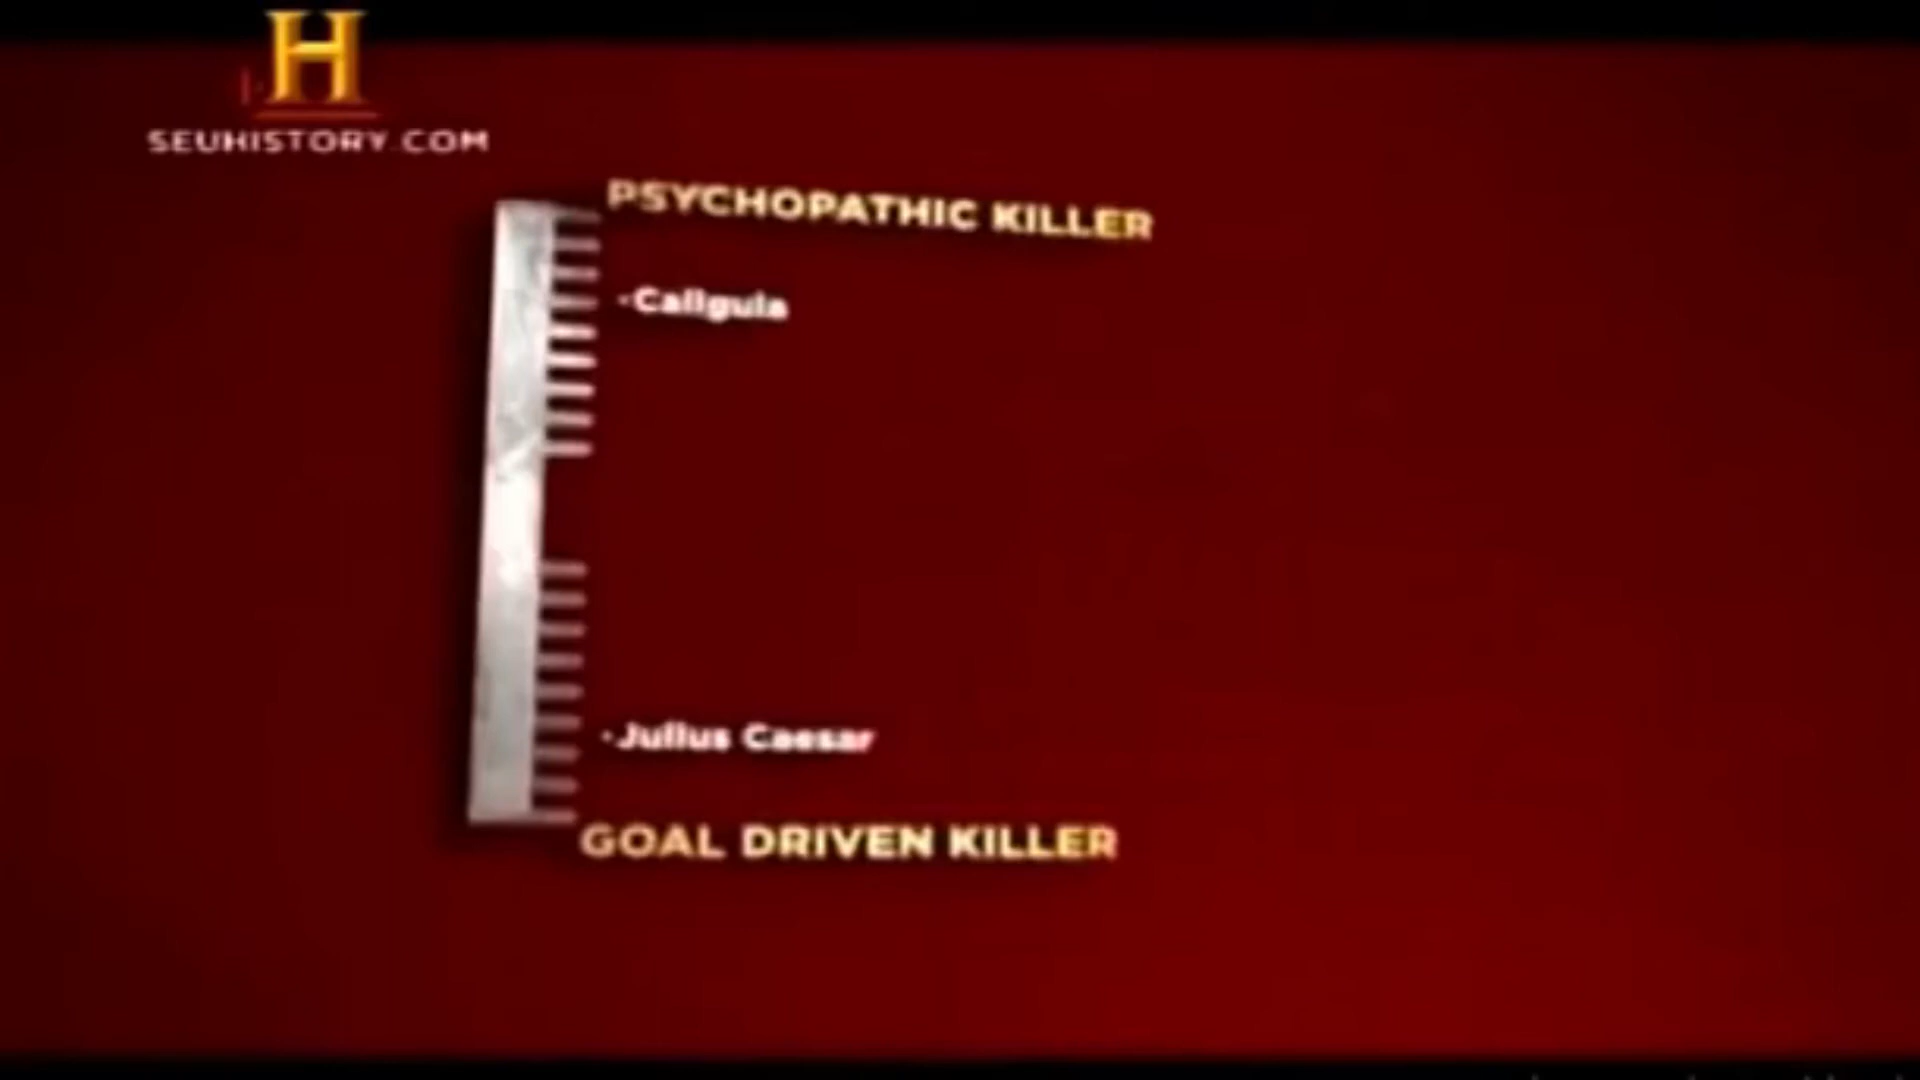 H
SEUHISTORY.COM
PSYCHOPATHIC KILLER
-Caligula
-Julius Caesar
GOAL DRIVEN KILLER